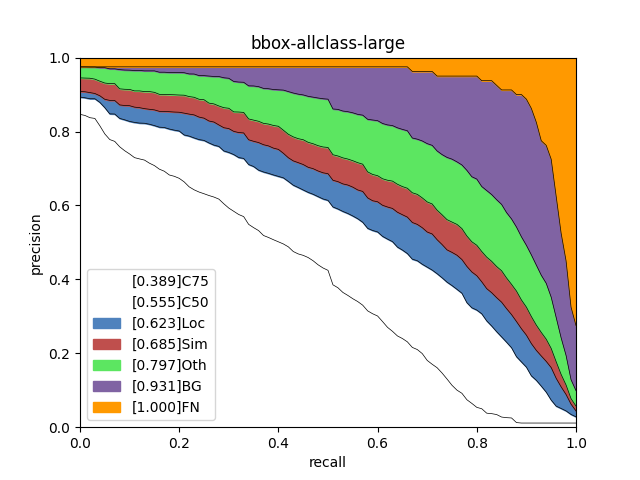 bbox-allclass-large
precision
1.0
0.8
0.6
0.4
0.2
0.0
[0.389]C75
[0.555]C50
[0.623]Loc
[0.685]Sim
[0.797]Oth
[0.931]BG
[1.000]FN
0.0 0.2 0.4 0.6 0.8 1.0
recall